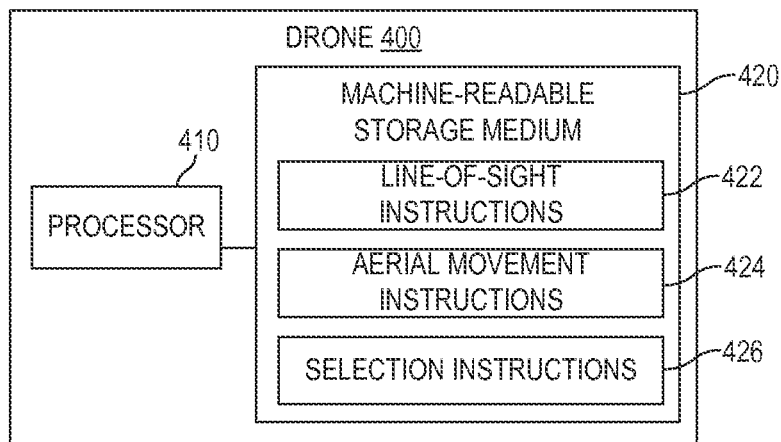 DRONE 400
MACHINE-READABLE
STORAGE MEDIUM
420
410
PROCESSOR
LINE-OF-SIGHT
INSTRUCTIONS
422
AERIAL MOVEMENT
INSTRUCTIONS
424
SELECTION INSTRUCTIONS
426